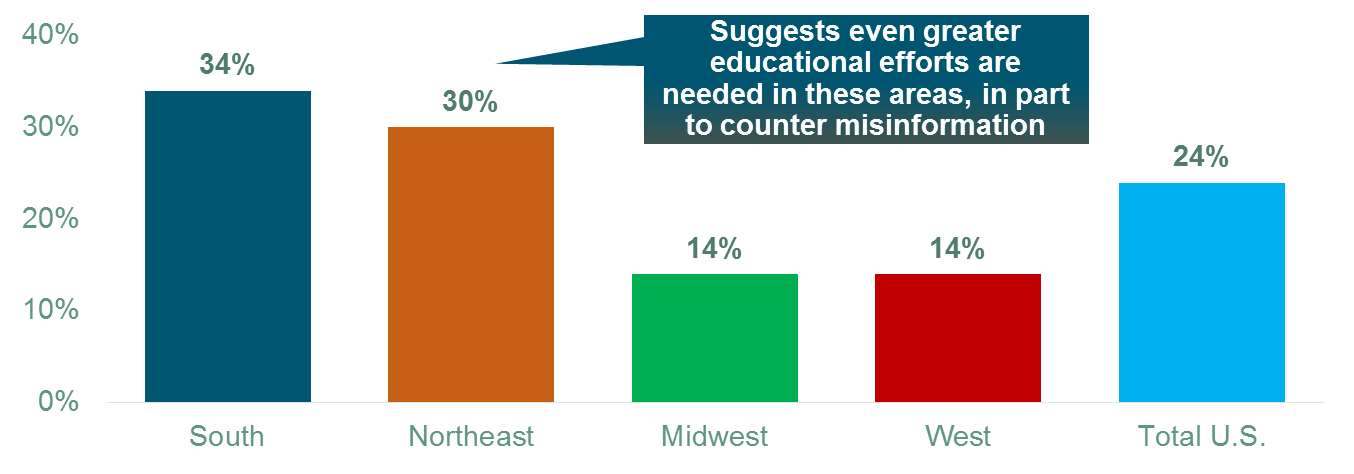 40%
30%
20%
10%
0%
34%
30%
14%
14%
24%
Suggests even greater
educational efforts are
needed in these areas, in part
to counter misinformation
South
Northeast
Midwest
West
Total U.S.